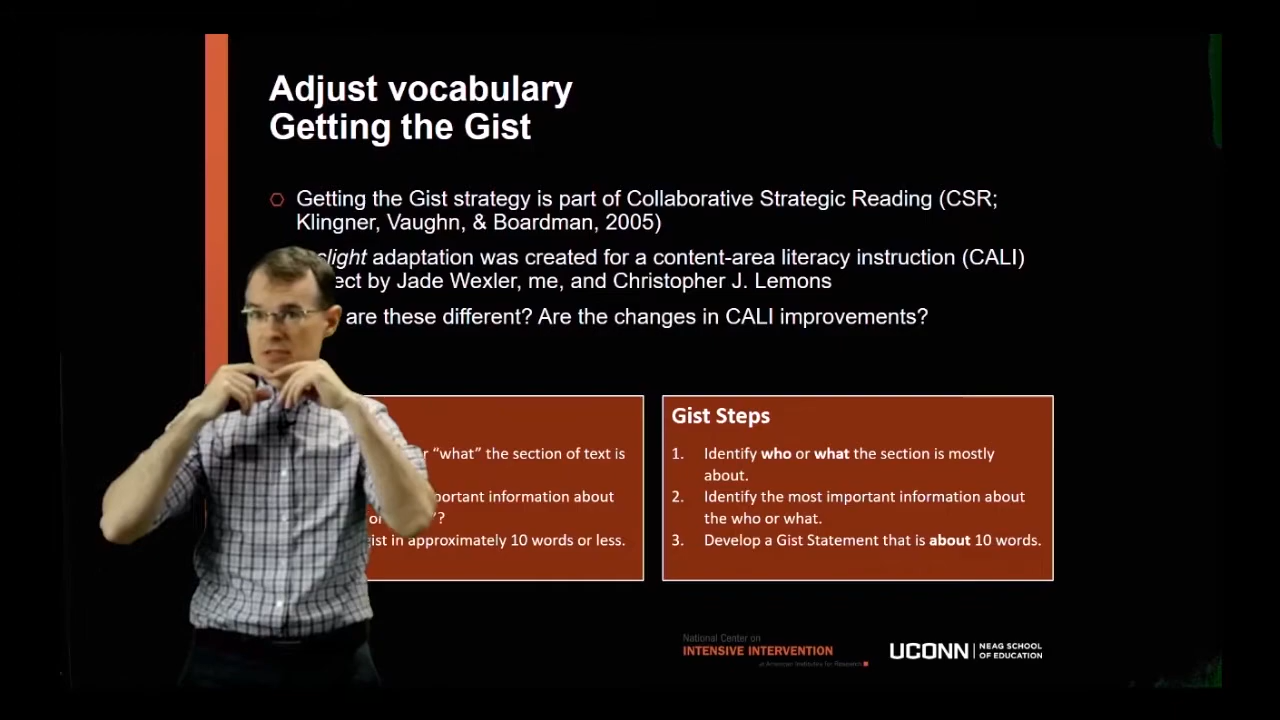 Adjust vocabulary
Getting the Gist
Getting the Gist strategy is part of Collaborative Strategic Reading (CSR;
Klingner, Vaughn, & Boardman, 2005)
slight adaptation was created for a content-area literacy instruction (CALI)
ect by Jade Wexler, me, and Christopher J. Lemons
are these different? Are the changes in CALI improvements?
r “what” the section of text is
portant information about
?
ist in approximately 10 words or less.
Gist Steps
1. Identify who or what the section is mostly
about.
2. Identify the most important information about
the who or what.
3. Develop a Gist Statement that is about 10 words.
National Center on
INTENSIVE INTERVENTION
at American Institutes for Research
UCONN | NEAG SCHOOL
OF EDUCATION